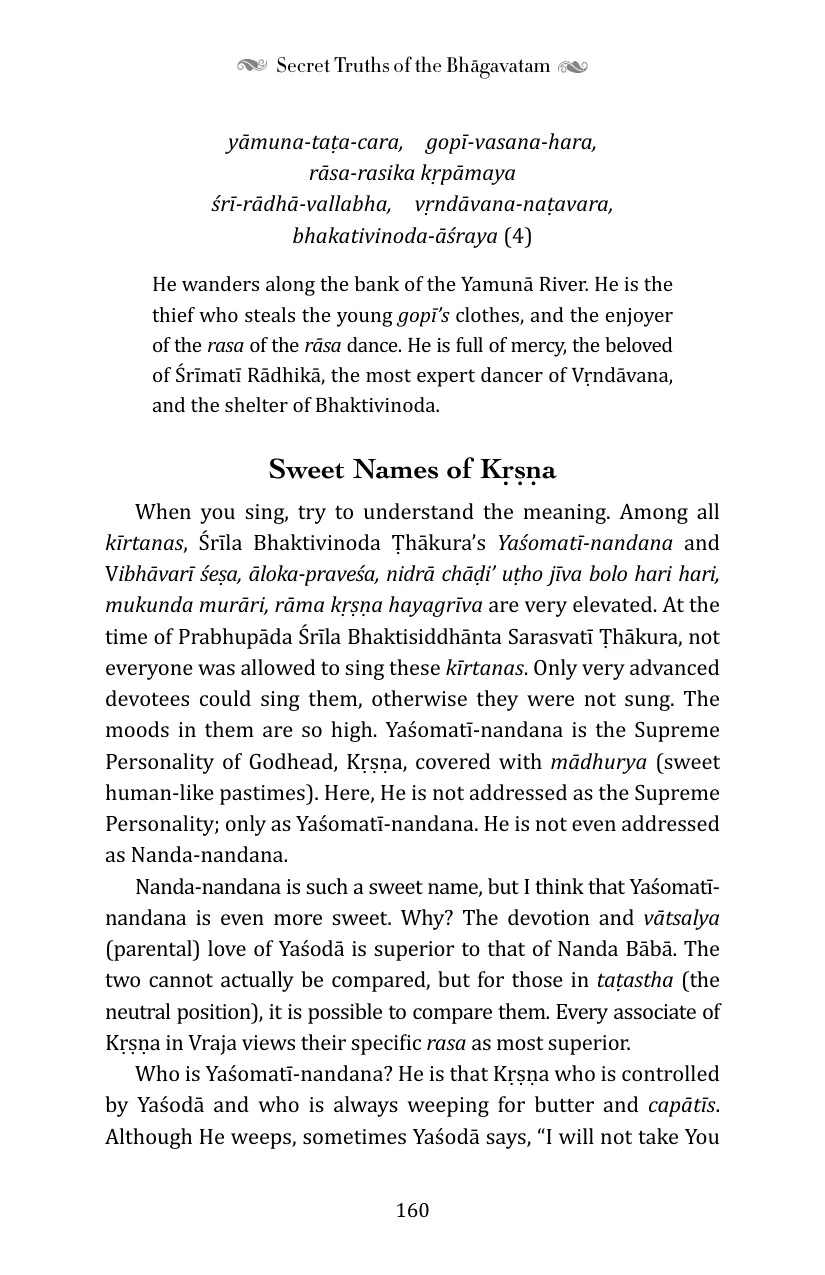 Secret Truths of the Bhāgavatam
yāmuna-taṭa-cara, gopī-vasana-hara,
rāsa-rasika kṛpāmaya
śrī-rādhā-vallabha, vṛndāvana-naṭavara,
bhakativinoda-āśraya (4)
He wanders along the bank of the Yamunā River. He is the
thief who steals the young gopī’s clothes, and the enjoyer
of the rasa of the rāsa dance. He is full of mercy, the beloved
of Śrīmatī Rādhikā, the most expert dancer of Vṛndāvana,
and the shelter of Bhaktivinoda.
Sweet Names of Kṛṣṇa
When you sing, try to understand the meaning. Among all
kīrtanas, Śrīla Bhaktivinoda Ṭhākura’s Yaśomatī-nandana and
Vibhāvarī śeṣa, āloka-praveśa, nidrā chāḍi’ uṭho jīva bolo hari hari,
mukunda murāri, rāma kṛṣṇa hayagrīva are very elevated. At the
time of Prabhupāda Śrīla Bhaktisiddhānta Sarasvatī Ṭhākura, not
everyone was allowed to sing these kīrtanas. Only very advanced
devotees could sing them, otherwise they were not sung. The
moods in them are so high. Yaśomatī-nandana is the Supreme
Personality of Godhead, Kṛṣṇa, covered with mādhurya (sweet
human-like pastimes). Here, He is not addressed as the Supreme
Personality; only as Yaśomatī-nandana. He is not even addressed
as Nanda-nandana.
Nanda-nandana is such a sweet name, but I think that Yaśomatī-
nandana is even more sweet. Why? The devotion and vātsalya
(parental) love of Yaśodā is superior to that of Nanda Bābā. The
two cannot actually be compared, but for those in taṭastha (the
neutral position), it is possible to compare them. Every associate of
Kṛṣṇa in Vraja views their specific rasa as most superior.
Who is Yaśomatī-nandana? He is that Kṛṣṇa who is controlled
by Yaśodā and who is always weeping for butter and capātīs.
Although He weeps, sometimes Yaśodā says, “I will not take You
160